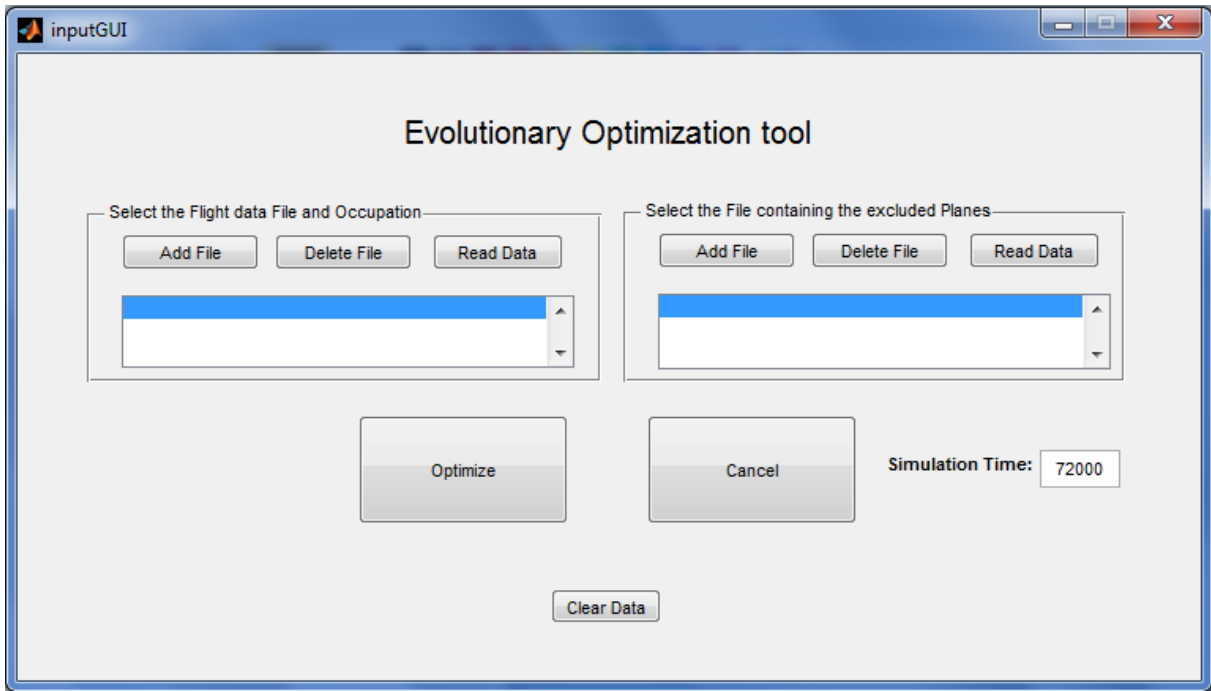 inputGUI
Evolutionary Optimization tool
Select the Flight data File and Occupation
Add File Delete File Read Data
Select the File containing the excluded Planes
Add File Delete File Read Data
Optimize Cancel Simulation Time: 72000
Clear Data